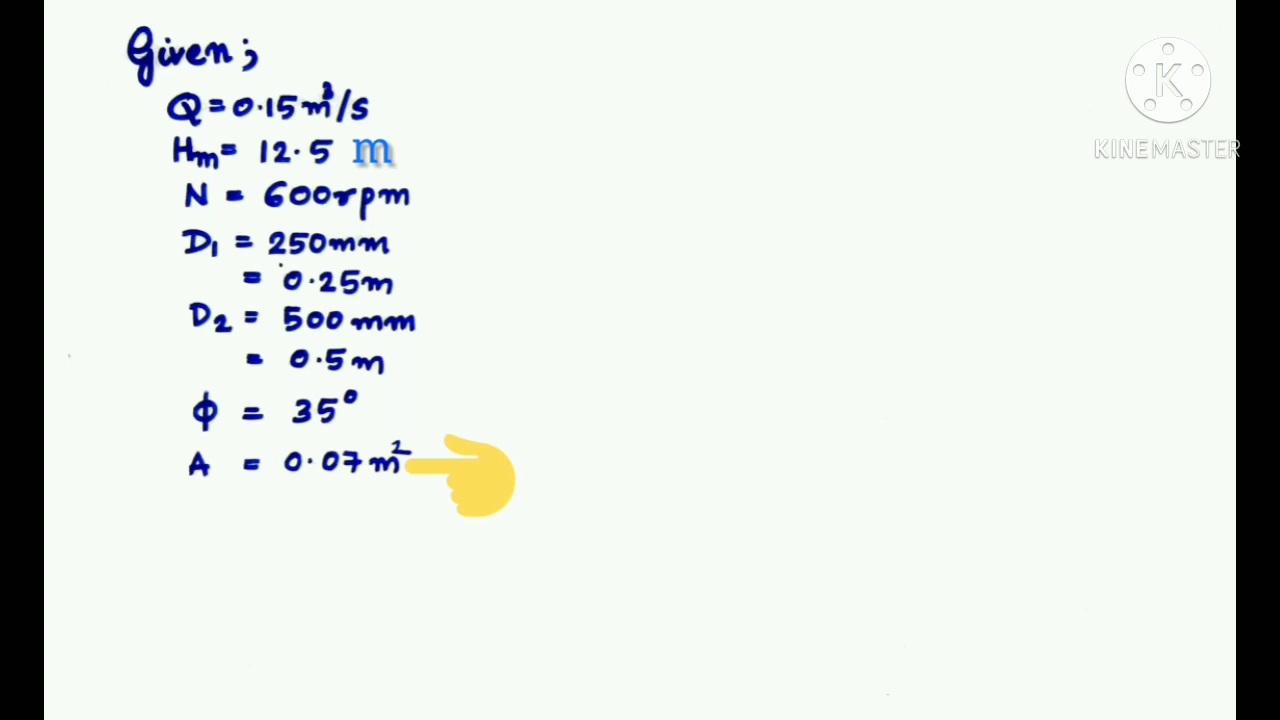 Given;
Q = 0.15 m³/s
Hm = 12.5 m
N = 600 rpm
D1 = 250 mm
= 0.25 m
D2 = 500 mm
= 0.5 m
ϕ = 35°
A = 0.07 m²
K
KINEMASTER